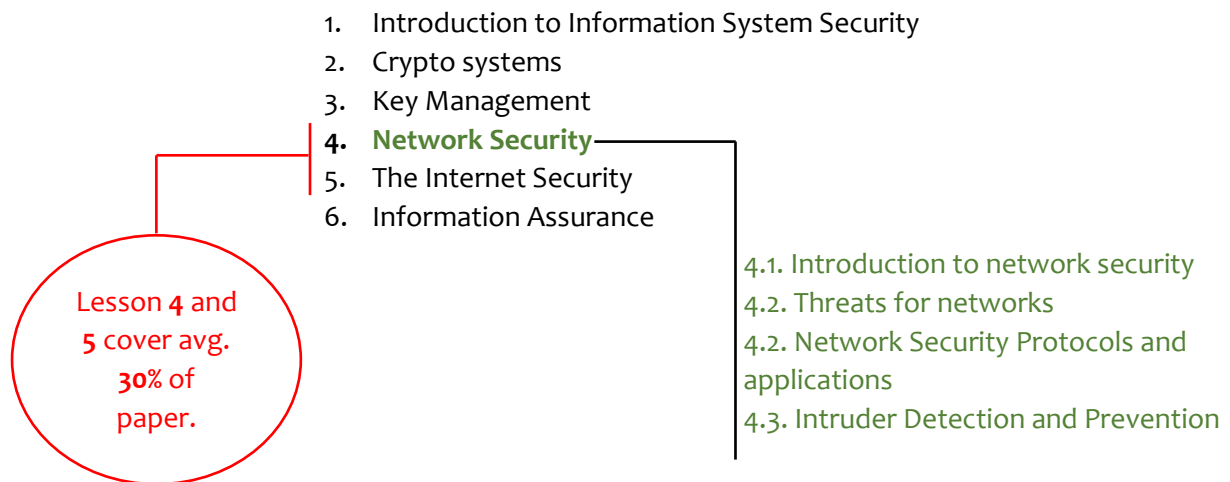 1. Introduction to Information System Security
2. Crypto systems
3. Key Management
4. Network Security
5. The Internet Security
6. Information Assurance
Lesson 4 and
5 cover avg.
30% of
paper.
4.1. Introduction to network security
4.2. Threats for networks
4.2. Network Security Protocols and
applications
4.3. Intruder Detection and Prevention